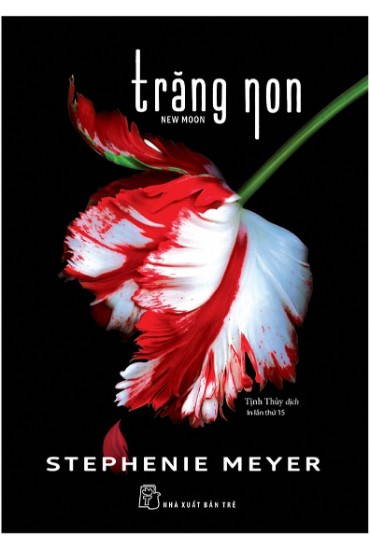 trăng non
NEW MOON
Tịnh Thủy dịch
In lần thứ 15
STEPHENIE MEYER
NHÀ XUẤT BẢN TRẺ